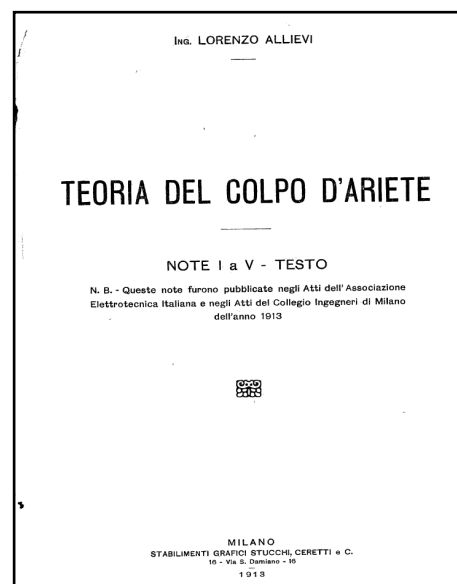 ING. LORENZO ALLIEVI
TEORIA DEL COLPO D'ARIETE
NOTE I a V - TESTO
N. B. - Queste note furono pubblicate negli Atti dell'Associazione
Elettrotecnica Italiana e negli Atti del Collegio Ingegneri di Milano
dell'anno 1913
MILANO
STABILIMENTI GRAFICI STUCCHI, CERETTI e C.
16 - Via S. Damiano - 16
1913